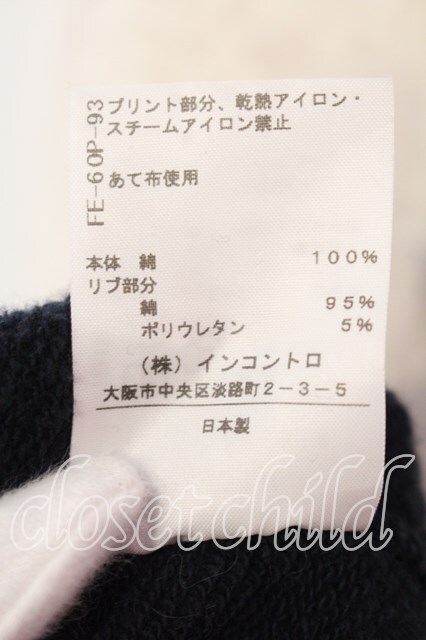 プリント部分、乾熱アイロン・
スチームアイロン禁止
あて布使用
FE-60P-93
本体 綿 100%
リブ部分
綿 95%
ポリウレタン 5%
(株)インコントロ
大阪市中央区淡路町2-3-5
日本製
closetchild